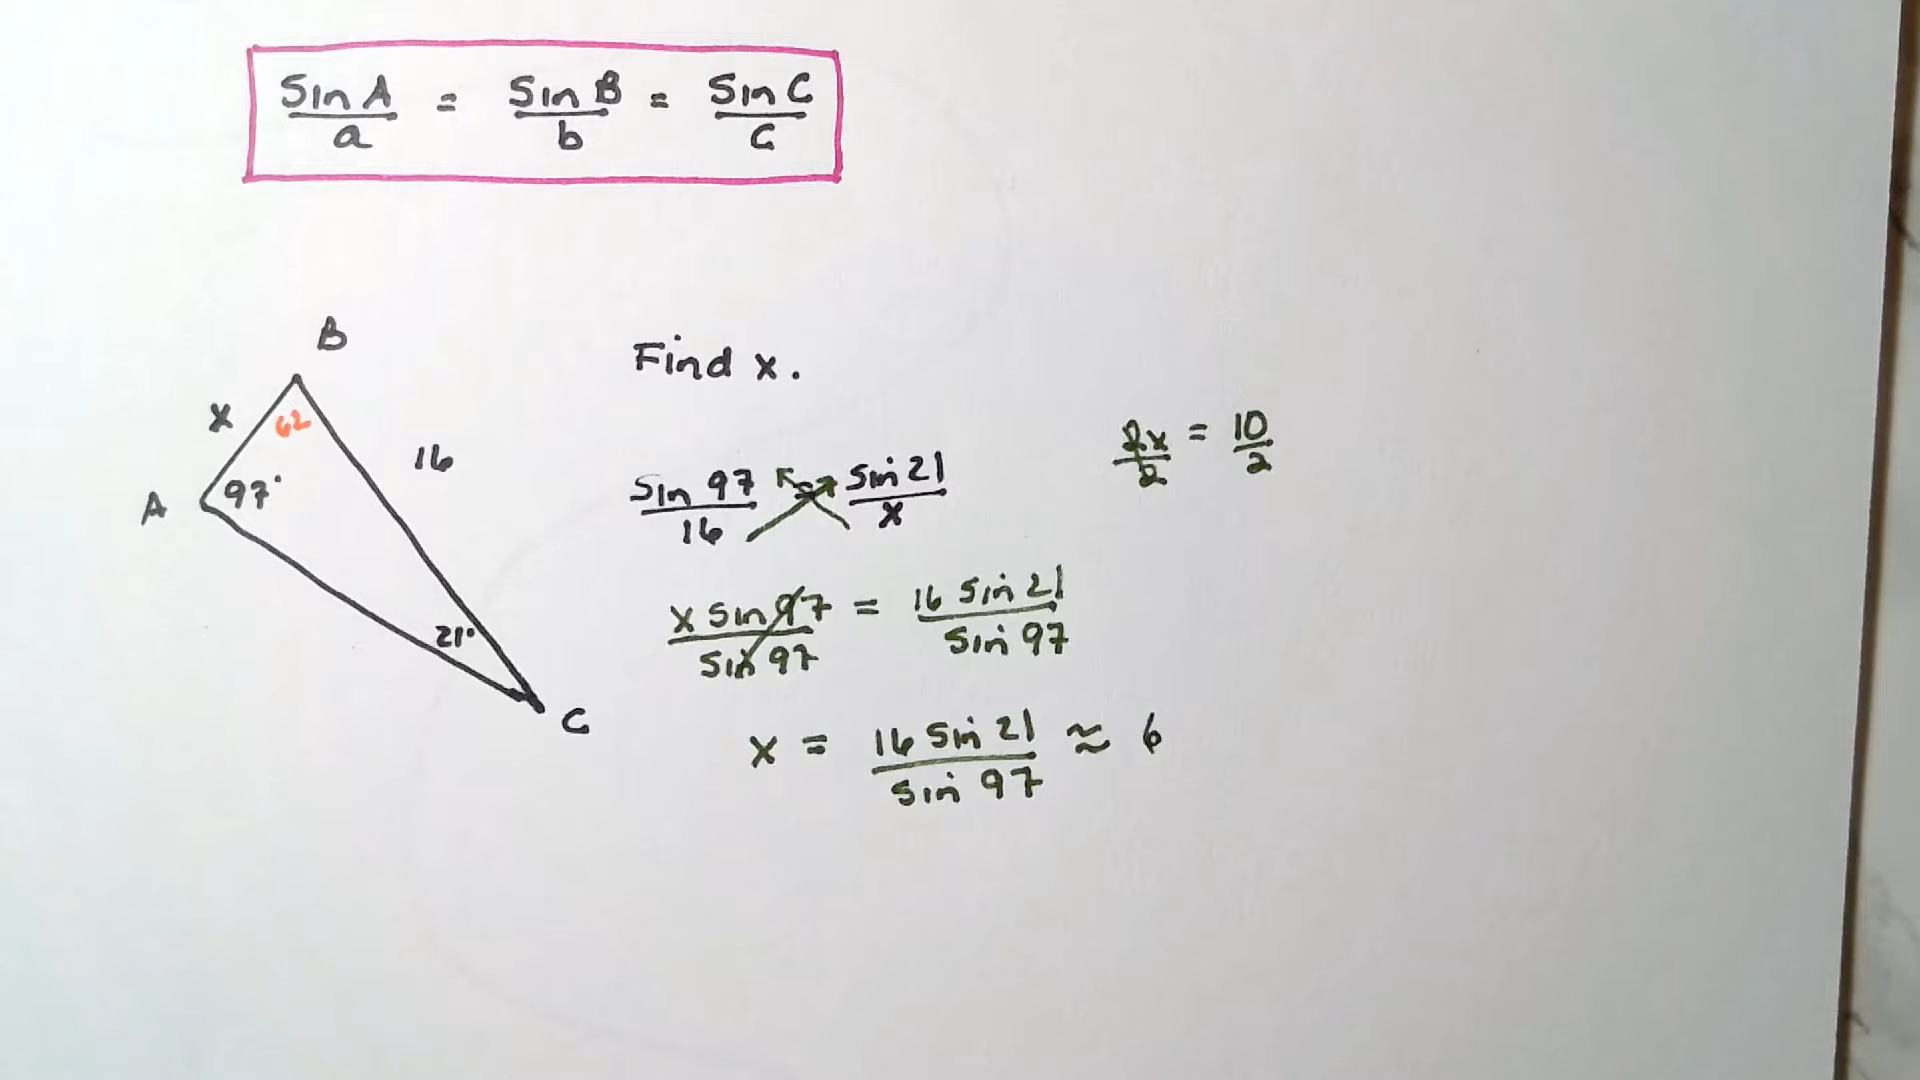 Sin A / a = Sin B / b = Sin C / c
B
Find x.
x
62
16
A
97°
21°
C
Sin 97 / 16 = Sin 21 / x
2x / 2 = 10 / 2
x Sin 97 / Sin 97 = 16 Sin 21 / Sin 97
x = 16 Sin 21 / Sin 97 ≈ 6